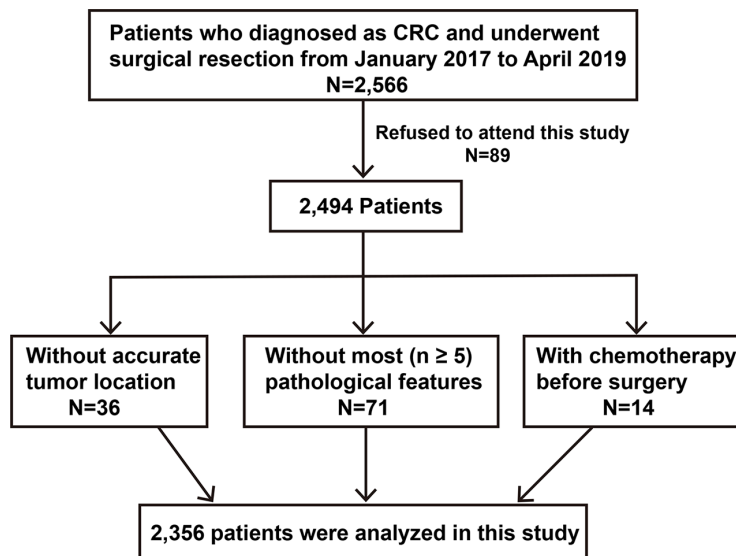 Patients who diagnosed as CRC and underwent
surgical resection from January 2017 to April 2019
N=2,566
Refused to attend this study
N=89
2,494 Patients
Without accurate
tumor location
N=36
Without most (n ≥ 5)
pathological features
N=71
With chemotherapy
before surgery
N=14
2,356 patients were analyzed in this study